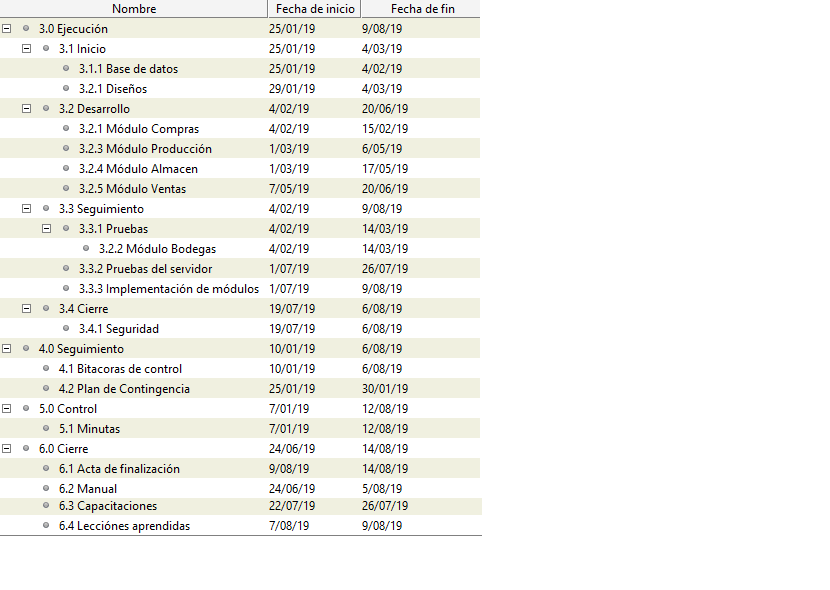 Nombre Fecha de inicio Fecha de fin
3.0 Ejecución 25/01/19 9/08/19
3.1 Inicio 25/01/19 4/03/19
3.1.1 Base de datos 25/01/19 4/02/19
3.2.1 Diseños 29/01/19 4/03/19
3.2 Desarrollo 4/02/19 20/06/19
3.2.1 Módulo Compras 4/02/19 15/02/19
3.2.3 Módulo Producción 1/03/19 6/05/19
3.2.4 Módulo Almacen 1/03/19 17/05/19
3.2.5 Módulo Ventas 7/05/19 20/06/19
3.3 Seguimiento 4/02/19 9/08/19
3.3.1 Pruebas 4/02/19 14/03/19
3.2.2 Módulo Bodegas 4/02/19 14/03/19
3.3.2 Pruebas del servidor 1/07/19 26/07/19
3.3.3 Implementación de módulos 1/07/19 9/08/19
3.4 Cierre 19/07/19 6/08/19
3.4.1 Seguridad 19/07/19 6/08/19
4.0 Seguimiento 10/01/19 6/08/19
4.1 Bitacoras de control 10/01/19 6/08/19
4.2 Plan de Contingencia 25/01/19 30/01/19
5.0 Control 7/01/19 12/08/19
5.1 Minutas 7/01/19 12/08/19
6.0 Cierre 24/06/19 14/08/19
6.1 Acta de finalización 9/08/19 14/08/19
6.2 Manual 24/06/19 5/08/19
6.3 Capacitaciones 22/07/19 26/07/19
6.4 Lecciónes aprendidas 7/08/19 9/08/19